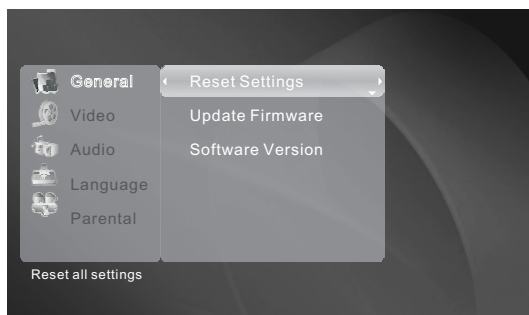 General
Video
Audio
Language
Parental
Reset Settings
Update Firmware
Software Version
Reset all settings